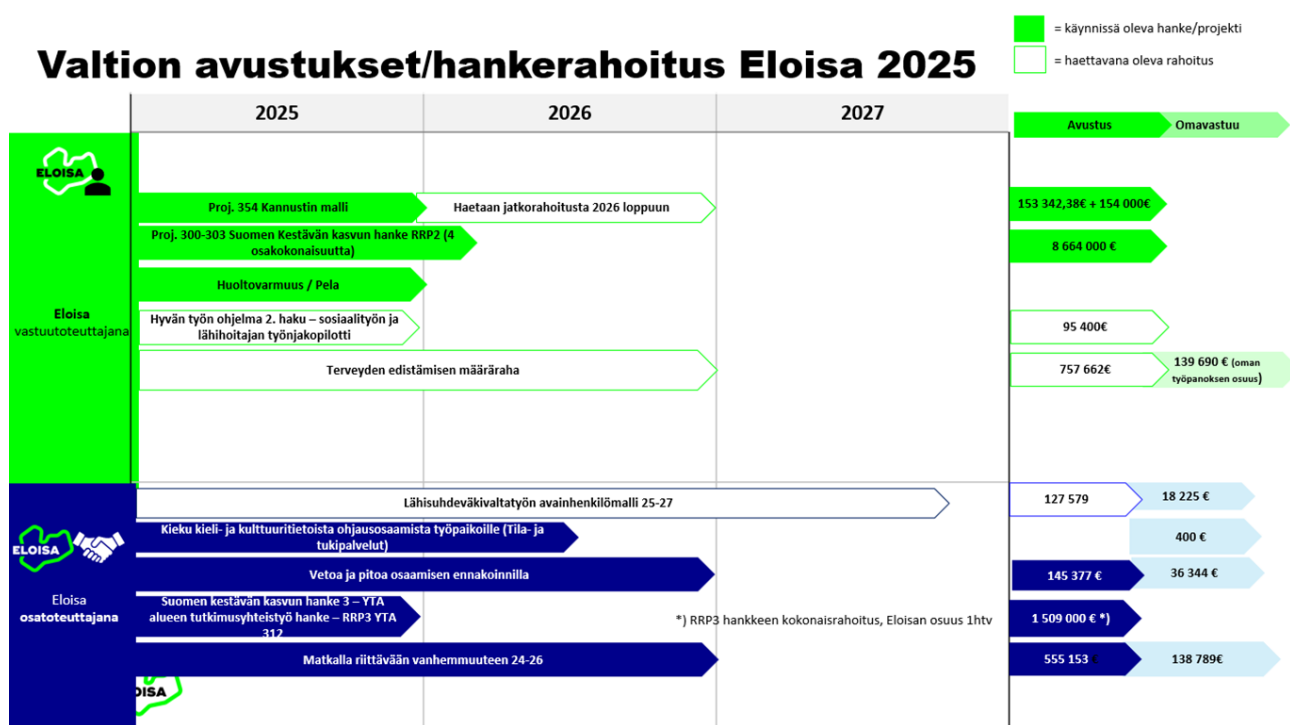 = käynnissä oleva hanke/projekti
= haettavana oleva rahoitus
Valtion avustukset/hankerahoitus Eloisa 2025
2025
2026
2027
Avustus
Omavastuu
ELOISA
Eloisa
vastuutoteuttajana
Proj. 354 Kannustin malli
Haetaan jatkorahoitusta 2026 loppuun
153 342,38€ + 154 000€
Proj. 300-303 Suomen Kestävän kasvun hanke RRP2 (4
osakokonaisuutta)
8 664 000 €
Huoltovarmuus / Pela
Hyvän työn ohjelma 2. haku – sosiaalityön ja
lähihoitajan työnjakopilotti
95 400€
Terveyden edistämisen määräraha
757 662€
139 690 € (oman
työpanoksen osuus)
ELOISA
Eloisa
osatoteuttajana
Lähisuhdeväkivaltatyön avainhenkilömalli 25-27
127 579
18 225 €
Kieku kieli- ja kulttuuritietoista ohjausosaamista työpaikoille (Tila- ja
tukipalvelut)
400 €
Vetoa ja pitoa osaamisen ennakoinnilla
145 377 €
36 344 €
Suomen kestävän kasvun hanke 3 – YTA
alueen tutkimusyhteistyö hanke – RRP3 YTA
312
*) RRP3 hankkeen kokonaisrahoitus, Eloisan osuus 1htv
1 509 000 € *)
Matkalla riittävään vanhemmuuteen 24-26
555 153 €
138 789€
OISA